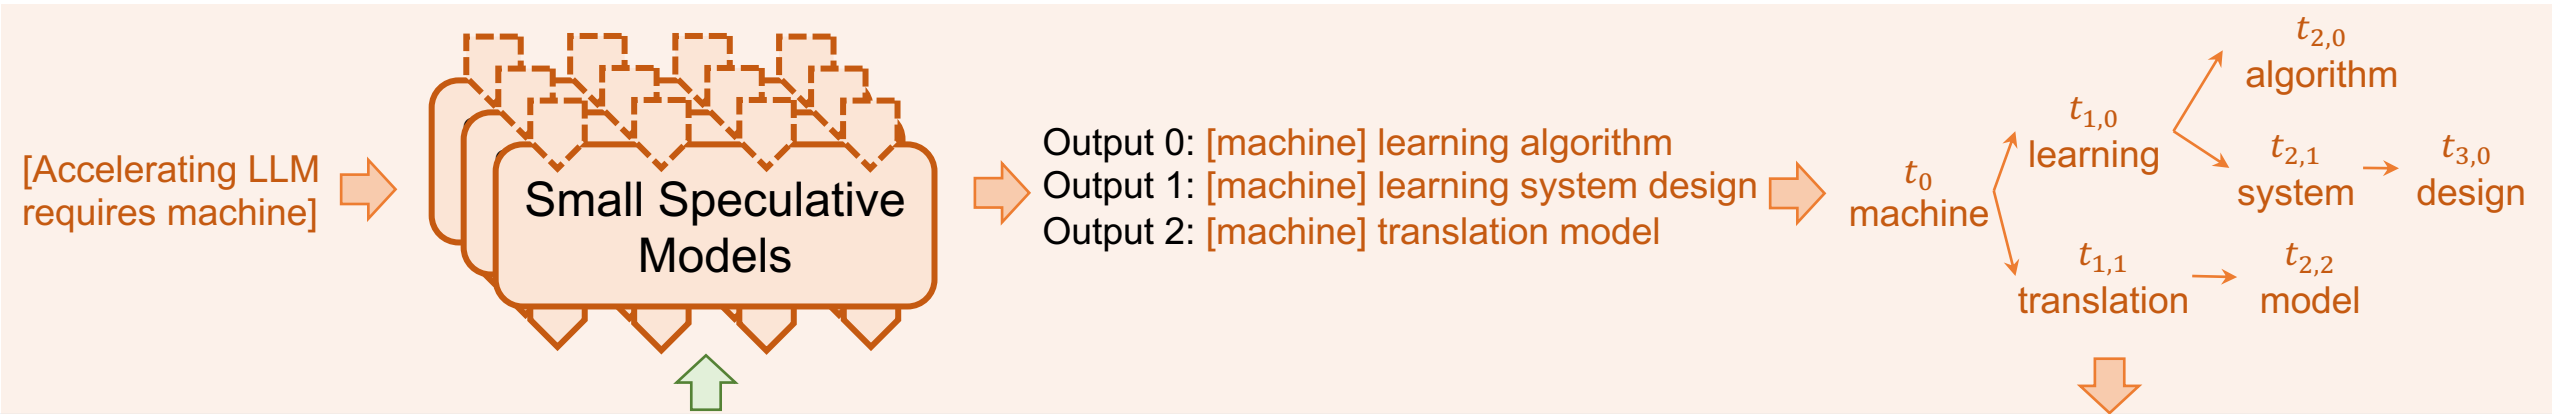 [Accelerating LLM
requires machine]
Small Speculative
Models
Output 0: [machine] learning algorithm
Output 1: [machine] learning system design
Output 2: [machine] translation model
t0
machine
t1,0
learning
t1,1
translation
t2,0
algorithm
t2,1
system
t2,2
model
t3,0
design